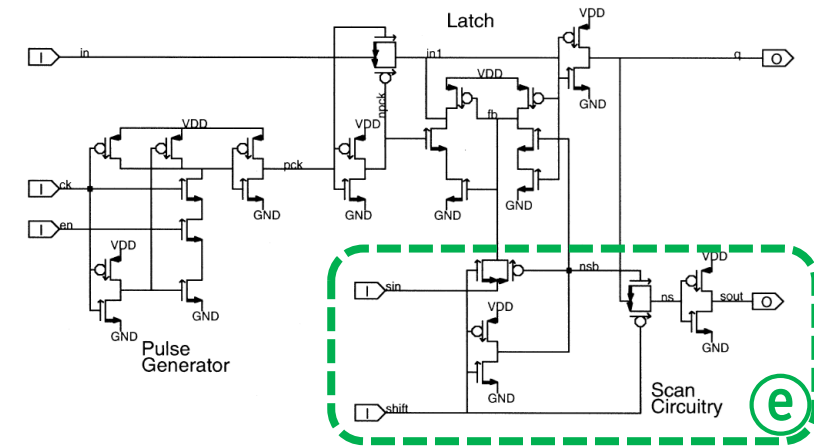 Latch
VDD
I
in
in1
q
O
VDD
GND
npck
fb
VDD
VDD
pck
I
ck
GND
GND
GND
GND
I
en
VDD
GND
GND
Pulse
Generator
nsb
VDD
I
sin
ns
sout
O
VDD
GND
GND
I
shift
Scan
Circuitry
e